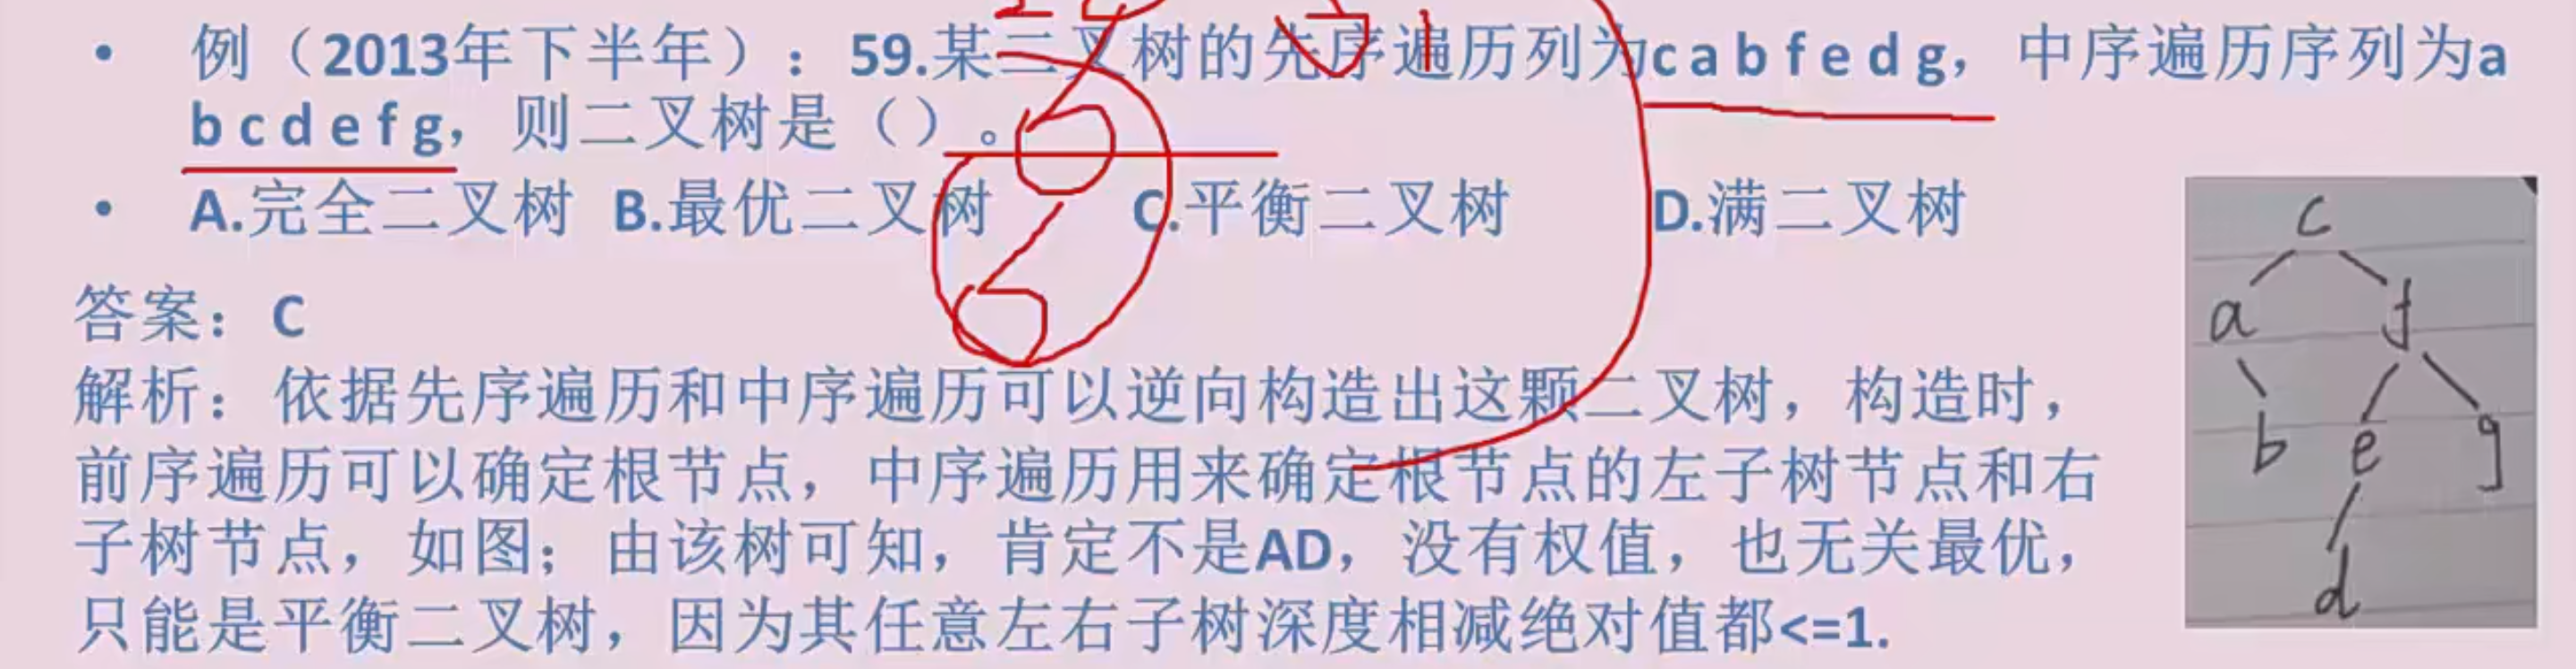 • 例（2013年下半年）：59.某二叉树的先序遍历列为c a b f e d g，中序遍历序列为a
b c d e f g，则二叉树是（）。
• A.完全二叉树 B.最优二叉树 C.平衡二叉树 D.满二叉树
答案：C
解析：依据先序遍历和中序遍历可以逆向构造出这颗二叉树，构造时，
前序遍历可以确定根节点，中序遍历用来确定根节点的左子树节点和右
子树节点，如图；由该树可知，肯定不是AD，没有权值，也无关最优，
只能是平衡二叉树，因为其任意左右子树深度相减绝对值都<=1.
c
a f
b e g
d